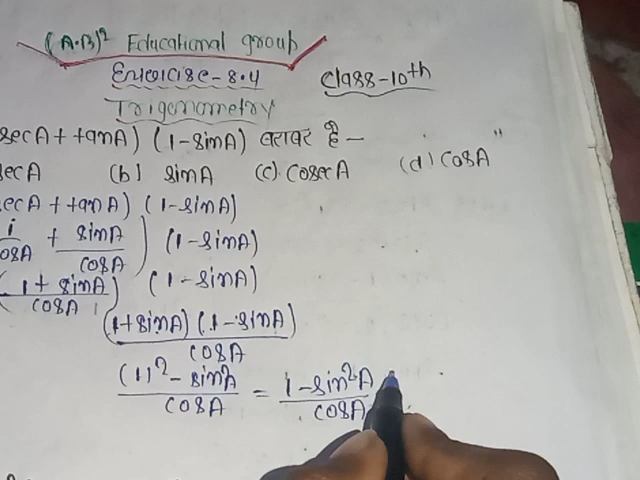 (A.B)² Educational group
Exercise-8.4
Class-10th
Trigonometry
secA + tanA) (1-sinA) बराबर है -
secA (b) sinA (c) cosecA (d) cosA
secA + tanA) (1-sinA)
1/cosA + sinA/cosA) (1-sinA)
(1+sinA/cosA) (1-sinA)
(1+sinA)(1-sinA)/cosA
(1)²-sin²A/cosA = 1-sin²A/cosA